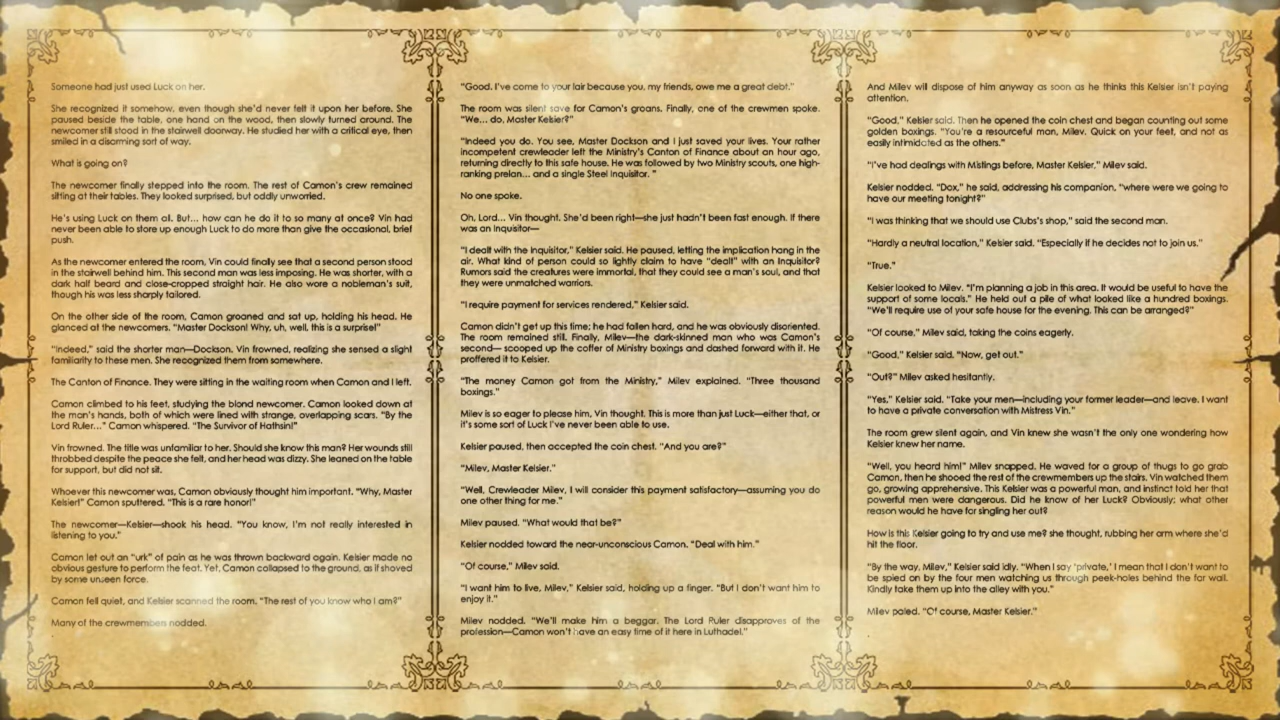 Someone had just used Luck on her.
She recognized it somehow, even though she'd never felt it upon her before. She
paused beside the table, one hand on the wood, then slowly turned around. The
newcomer still stood in the stairwell doorway. He studied her with a critical eye, then
smiled in a disarming sort of way.
What is going on?
The newcomer finally stepped into the room. The rest of Camon's crew remained
sitting at their tables. They looked surprised, but oddly unworried.
He's using Luck on them all. But... how can he do it to so many at once? Vin had
never been able to store up enough Luck to do more than give the occasional, brief
push.
As the newcomer entered the room, Vin could finally see that a second person stood
in the stairwell behind him. This second man was less imposing. He was shorter, with a
dark half beard and close-cropped straight hair. He also wore a nobleman's suit,
though his was less sharply tailored.
On the other side of the room, Camon groaned and sat up, holding his head. He
glanced at the newcomers. "Master Dockson! Why, uh, well, this is a surprise!"
"Indeed," said the shorter man—Dockson. Vin frowned, realizing she sensed a slight
familiarity to these men. She recognized them from somewhere.
The Canton of Finance. They were sitting in the waiting room when Camon and I left.
Camon climbed to his feet, studying the blond newcomer. Camon looked down at
the man's hands, both of which were lined with strange, overlapping scars. "By the
Lord Ruler..." Camon whispered. "The Survivor of Hathsin!"
Vin frowned. The title was unfamiliar to her. Should she know this man? Her wounds still
throbbed despite the peace she felt, and her head was dizzy. She leaned on the table
for support, but did not sit.
Whoever this newcomer was, Camon obviously thought him important. "Why, Master
Kelsier!" Camon sputtered. "This is a rare honor!"
The newcomer—Kelsier—shook his head. "You know, I'm not really interested in
listening to you."
Camon let out an "urk" of pain as he was thrown backward again. Kelsier made no
obvious gesture to perform the feat. Yet, Camon collapsed to the ground, as if shoved
by some unseen force.
Camon fell quiet, and Kelsier scanned the room. "The rest of you know who I am?"
Many of the crewmembers nodded.
"Good. I've come to your lair because you, my friends, owe me a great debt."
The room was silent save for Camon's groans. Finally, one of the crewmen spoke.
"We... do, Master Kelsier?"
"Indeed you do. You see, Master Dockson and I just saved your lives. Your rather
incompetent crewleader left the Ministry's Canton of Finance about an hour ago,
returning directly to this safe house. He was followed by two Ministry scouts, one high-
ranking prelan... and a single Steel Inquisitor. "
No one spoke.
Oh, Lord... Vin thought. She'd been right—she just hadn't been fast enough. If there
was an Inquisitor—
"I dealt with the Inquisitor," Kelsier said. He paused, letting the implication hang in the
air. What kind of person could so lightly claim to have "dealt" with an Inquisitor?
Rumors said the creatures were immortal, that they could see a man's soul, and that
they were unmatched warriors.
"I require payment for services rendered," Kelsier said.
Camon didn't get up this time; he had fallen hard, and he was obviously disoriented.
The room remained still. Finally, Milev—the dark-skinned man who was Camon's
second— scooped up the coffer of Ministry boxings and dashed forward with it. He
proffered it to Kelsier.
"The money Camon got from the Ministry," Milev explained. "Three thousand
boxings."
Milev is so eager to please him, Vin thought. This is more than just Luck—either that, or
it's some sort of Luck I've never been able to use.
Kelsier paused, then accepted the coin chest. "And you are?"
"Milev, Master Kelsier."
"Well, Crewleader Milev, I will consider this payment satisfactory—assuming you do
one other thing for me."
Milev paused. "What would that be?"
Kelsier nodded toward the near-unconscious Camon. "Deal with him."
"Of course," Milev said.
"I want him to live, Milev," Kelsier said, holding up a finger. "But I don't want him to
enjoy it."
Milev nodded. "We'll make him a beggar. The Lord Ruler disapproves of the
profession—Camon won't have an easy time of it here in Luthadel."
And Milev will dispose of him anyway as soon as he thinks this Kelsier isn't paying
attention.
"Good," Kelsier said. Then he opened the coin chest and began counting out some
golden boxings. "You're a resourceful man, Milev. Quick on your feet, and not as
easily intimidated as the others."
"I've had dealings with Mistings before, Master Kelsier," Milev said.
Kelsier nodded. "Dox," he said, addressing his companion, "where were we going to
have our meeting tonight?"
"I was thinking that we should use Clubs's shop," said the second man.
"Hardly a neutral location," Kelsier said. "Especially if he decides not to join us."
"True."
Kelsier looked to Milev. "I'm planning a job in this area. It would be useful to have the
support of some locals." He held out a pile of what looked like a hundred boxings.
"We'll require use of your safe house for the evening. This can be arranged?"
"Of course," Milev said, taking the coins eagerly.
"Good," Kelsier said. "Now, get out."
"Out?" Milev asked hesitantly.
"Yes," Kelsier said. "Take your men—including your former leader—and leave. I want
to have a private conversation with Mistress Vin."
The room grew silent again, and Vin knew she wasn't the only one wondering how
Kelsier knew her name.
"Well, you heard him!" Milev snapped. He waved for a group of thugs to go grab
Camon, then he shooed the rest of the crewmembers up the stairs. Vin watched them
go, growing apprehensive. This Kelsier was a powerful man, and instinct told her that
powerful men were dangerous. Did he know of her Luck? Obviously; what other
reason would he have for singling her out?
How is this Kelsier going to try and use me? she thought, rubbing her arm where she'd
hit the floor.
"By the way, Milev," Kelsier said idly. "When I say 'private,' I mean that I don't want to
be spied on by the four men watching us through peek-holes behind the far wall.
Kindly take them up into the alley with you."
Milev paled. "Of course, Master Kelsier."